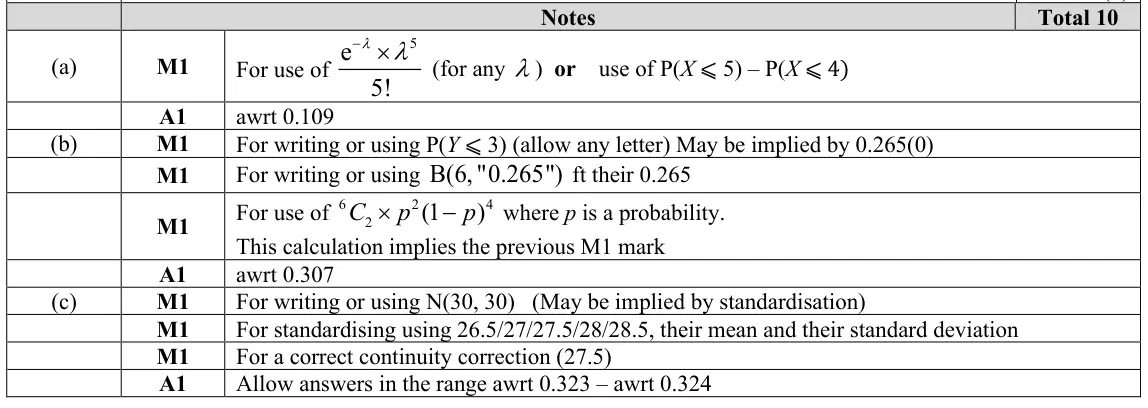 Notes Total 10
(a) M1 For use of e^{−λ} × λ^5 / 5! (for any λ) or use of P(X ⩽ 5) – P(X ⩽ 4)
A1 awrt 0.109
(b) M1 For writing or using P(Y ⩽ 3) (allow any letter) May be implied by 0.265(0)
M1 For writing or using B(6, "0.265") ft their 0.265
M1 For use of ^6C_2 × p^2(1 − p)^4 where p is a probability.
This calculation implies the previous M1 mark
A1 awrt 0.307
(c) M1 For writing or using N(30, 30) (May be implied by standardisation)
M1 For standardising using 26.5/27/27.5/28/28.5, their mean and their standard deviation
M1 For a correct continuity correction (27.5)
A1 Allow answers in the range awrt 0.323 – awrt 0.324